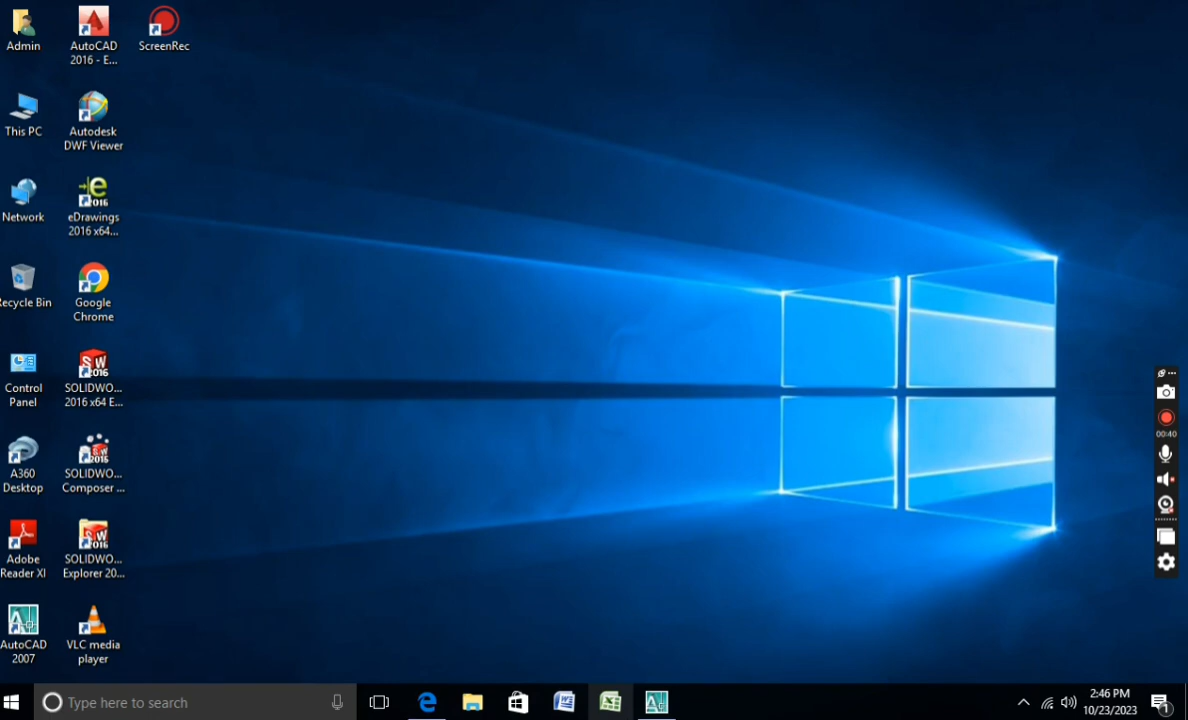 Admin
AutoCAD
2016 - E...
ScreenRec
This PC
Autodesk
DWF Viewer
Network
eDrawings
2016 x64...
Recycle Bin
Google
Chrome
Control
Panel
SOLIDWO...
2016 x64 E...
A360
Desktop
SOLIDWO...
Composer ...
Adobe
Reader XI
SOLIDWO...
Explorer 20...
AutoCAD
2007
VLC media
player
00:40
Type here to search
2:46 PM
10/23/2023
1